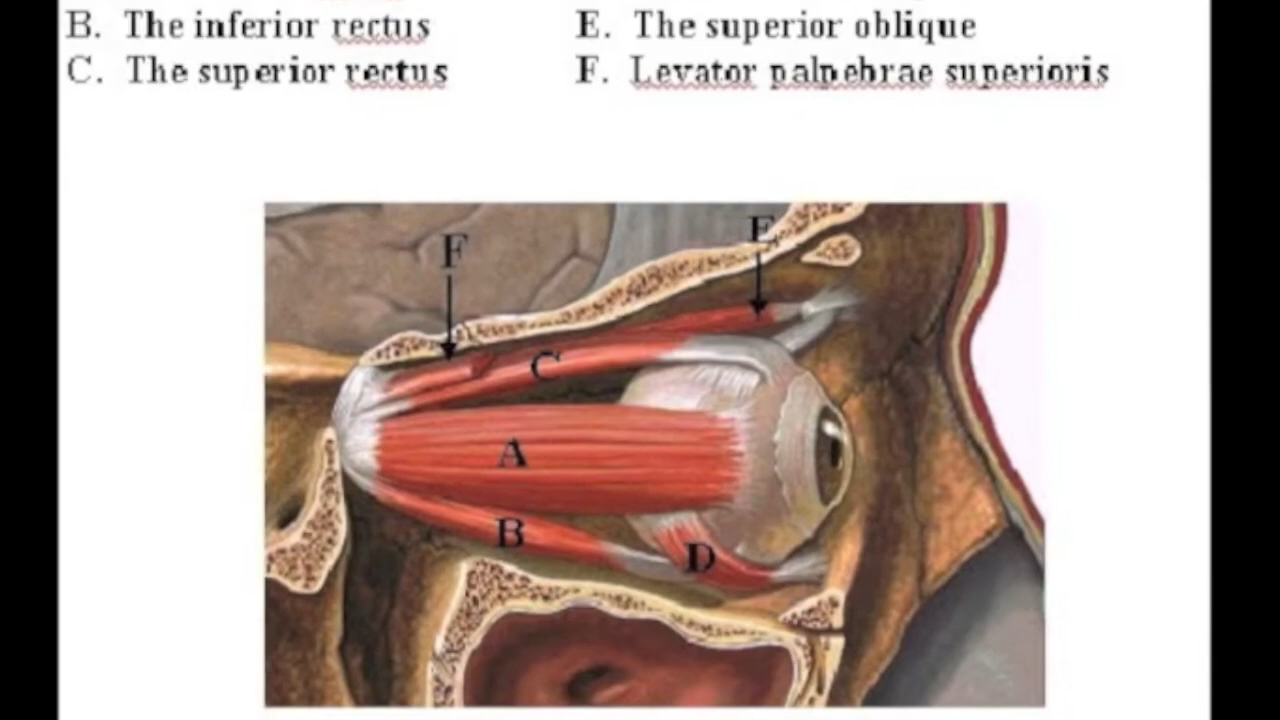 B. The inferior rectus
E. The superior oblique
C. The superior rectus
F. Levator palpebrae superioris
E
F
C
A
B
D